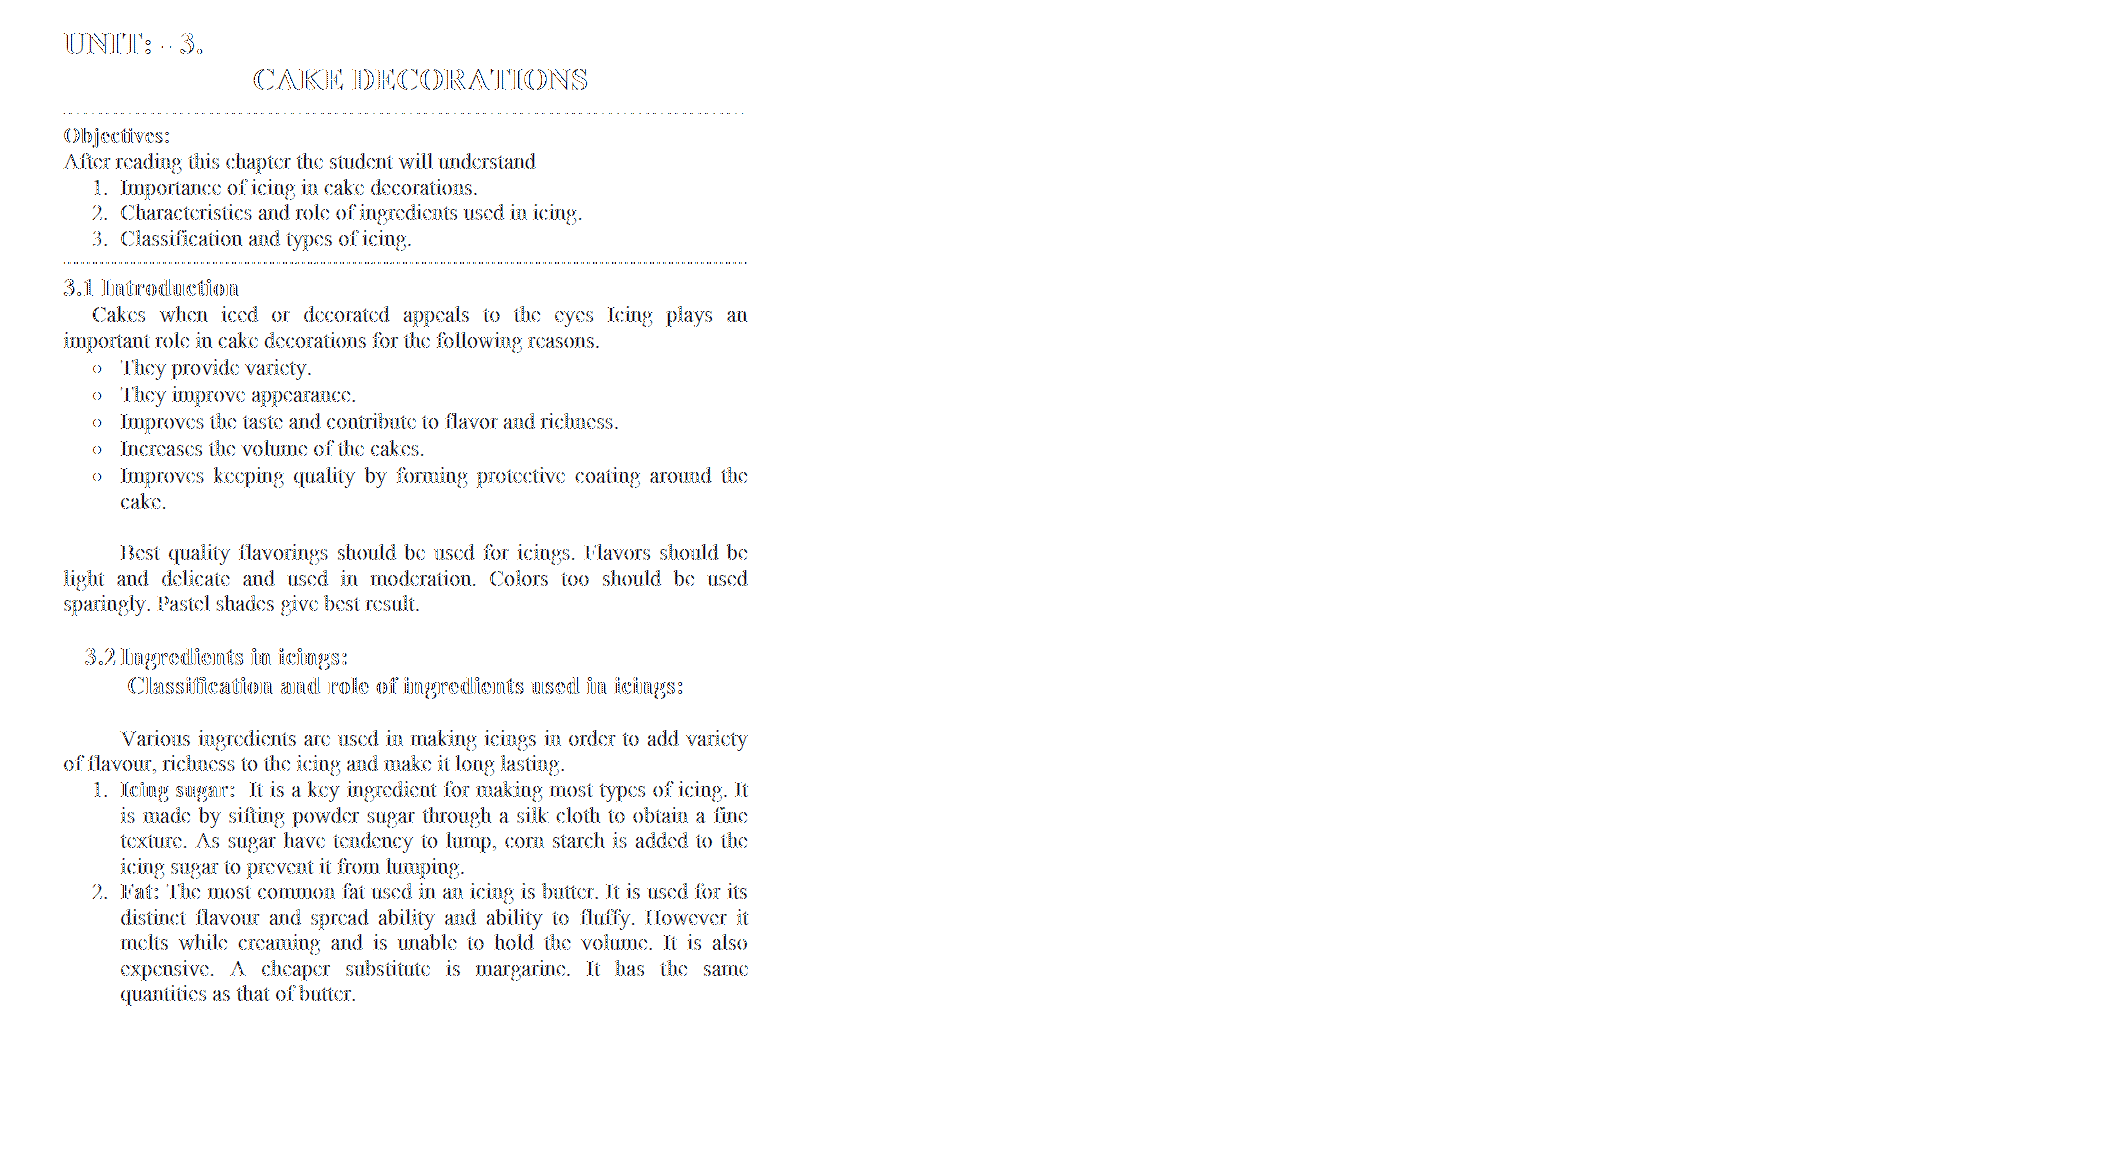 UNIT: - 3.
CAKE DECORATIONS
Objectives:
After reading this chapter the student will understand
1. Importance of icing in cake decorations.
2. Characteristics and role of ingredients used in icing.
3. Classification and types of icing.
3.1 Introduction
Cakes when iced or decorated appeals to the eyes Icing plays an
important role in cake decorations for the following reasons.
o They provide variety.
o They improve appearance.
o Improves the taste and contribute to flavor and richness.
o Increases the volume of the cakes.
o Improves keeping quality by forming protective coating around the
cake.
Best quality flavorings should be used for icings. Flavors should be
light and delicate and used in moderation. Colors too should be used
sparingly. Pastel shades give best result.
3.2 Ingredients in icings:
Classification and role of ingredients used in icings:
Various ingredients are used in making icings in order to add variety
of flavour, richness to the icing and make it long lasting.
1. Icing sugar: It is a key ingredient for making most types of icing. It
is made by sifting powder sugar through a silk cloth to obtain a fine
texture. As sugar have tendency to lump, corn starch is added to the
icing sugar to prevent it from lumping.
2. Fat: The most common fat used in an icing is butter. It is used for its
distinct flavour and spread ability and ability to fluffy. However it
melts while creaming and is unable to hold the volume. It is also
expensive. A cheaper substitute is margarine. It has the same
quantities as that of butter.